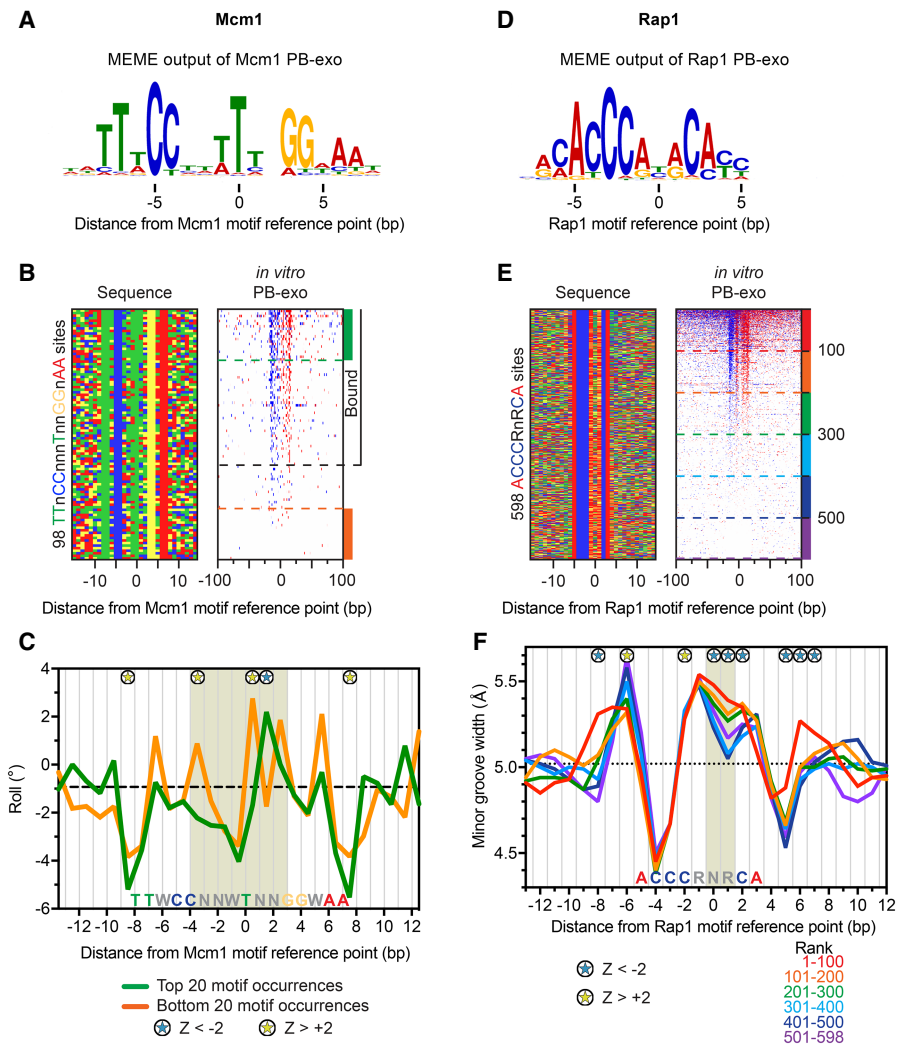 A
Mcm1
MEME output of Mcm1 PB-exo
-5
0
5
Distance from Mcm1 motif reference point (bp)
D
Rap1
MEME output of Rap1 PB-exo
-5
0
5
Rap1 motif reference point (bp)
B
Sequence
in vitro
PB-exo
98 TTnCCnnnTnnGGnAA sites
Bound
-10 0 10
-100 0 100
Distance from Mcm1 motif reference point (bp)
E
Sequence
in vitro
PB-exo
598 ACCCRnRCA sites
100
300
500
-10 0 10
-100 0 100
Distance from Rap1 motif reference point (bp)
C
Roll (°)
4
2
0
-2
-4
-6
TTWCCNNWTNNGGWAA
-12 -10 -8 -6 -4 -2 0 2 4 6 8 10 12
Distance from Mcm1 motif reference point (bp)
Top 20 motif occurrences
Bottom 20 motif occurrences
Z < -2 Z > +2
F
Minor groove width (Å)
5.5
5.0
4.5
ACCCRNRCA
-12 -10 -8 -6 -4 -2 0 2 4 6 8 10 12
Distance from Rap1 motif reference point (bp)
Z < -2
Z > +2
Rank
1-100
101-200
201-300
301-400
401-500
501-598